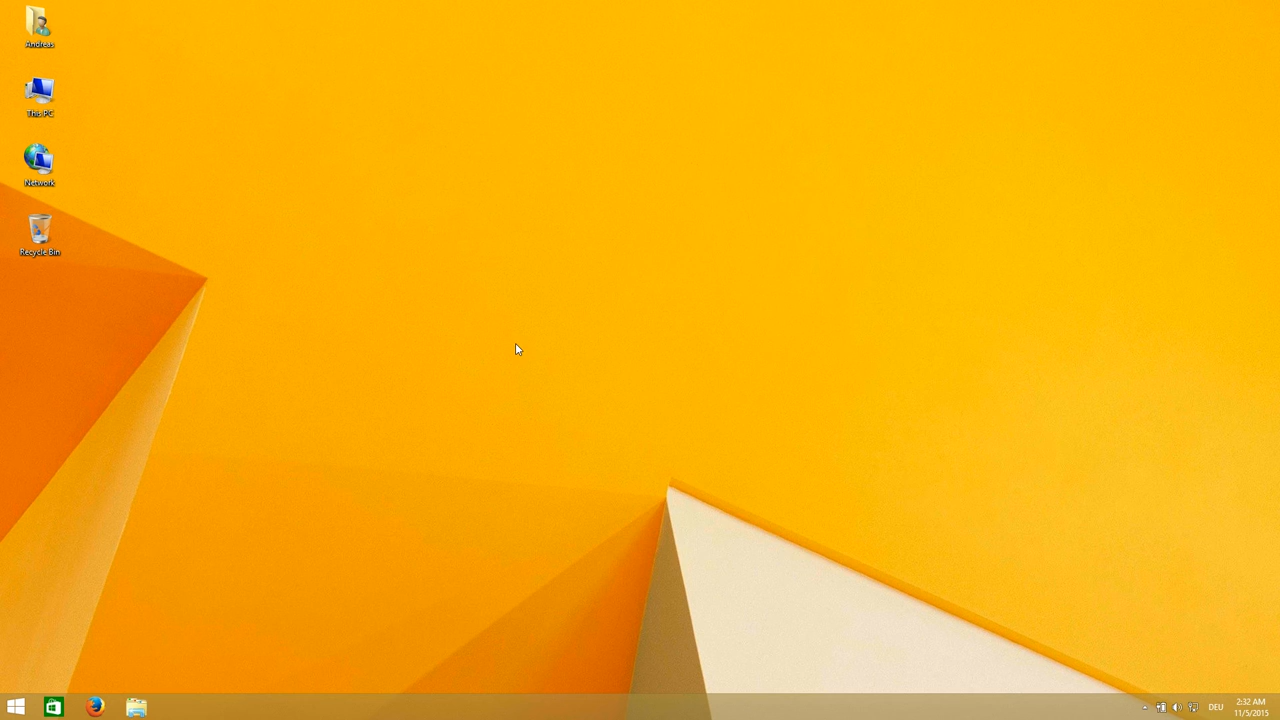 Andreas
This PC
Network
Recycle Bin
DEU
2:32 AM
11/5/2015